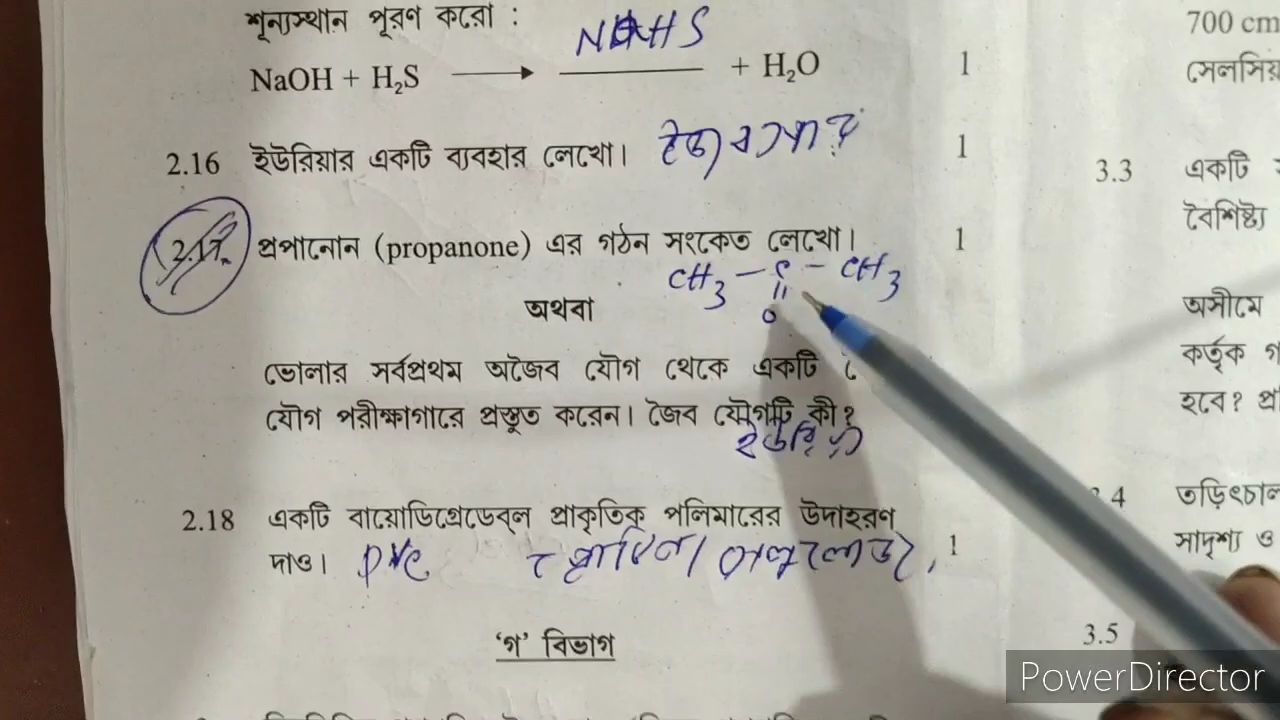 শূন্যস্থান পূরণ করো :
NaHS
NaOH + H₂S ⟶ ______ + H₂O 1
2.16 ইউরিয়ার একটি ব্যবহার লেখো। 1
2.17 প্রপানোন (propanone) এর গঠন সংকেত লেখো। 1
CH₃ – C – CH₃
||
O
অথবা
ভোলার সর্বপ্রথম অজৈব যৌগ থেকে একটি
যৌগ পরীক্ষাগারে প্রস্তুত করেন। জৈব যৌগটি কী?
ইউরিয়া
2.18 একটি বায়োডিগ্রেডেব্‌ল প্রাকৃতিক পলিমারের উদাহরণ
দাও। PVC প্রোটিন, সেলুলোজ, 1
'গ' বিভাগ
700 cm
সেলসিয়
3.3 একটি
বৈশিষ্ট্য
অসীমে
কর্তৃক
হবে?
3.4 তড়িৎচাল
সাদৃশ্য ও
3.5
PowerDirector